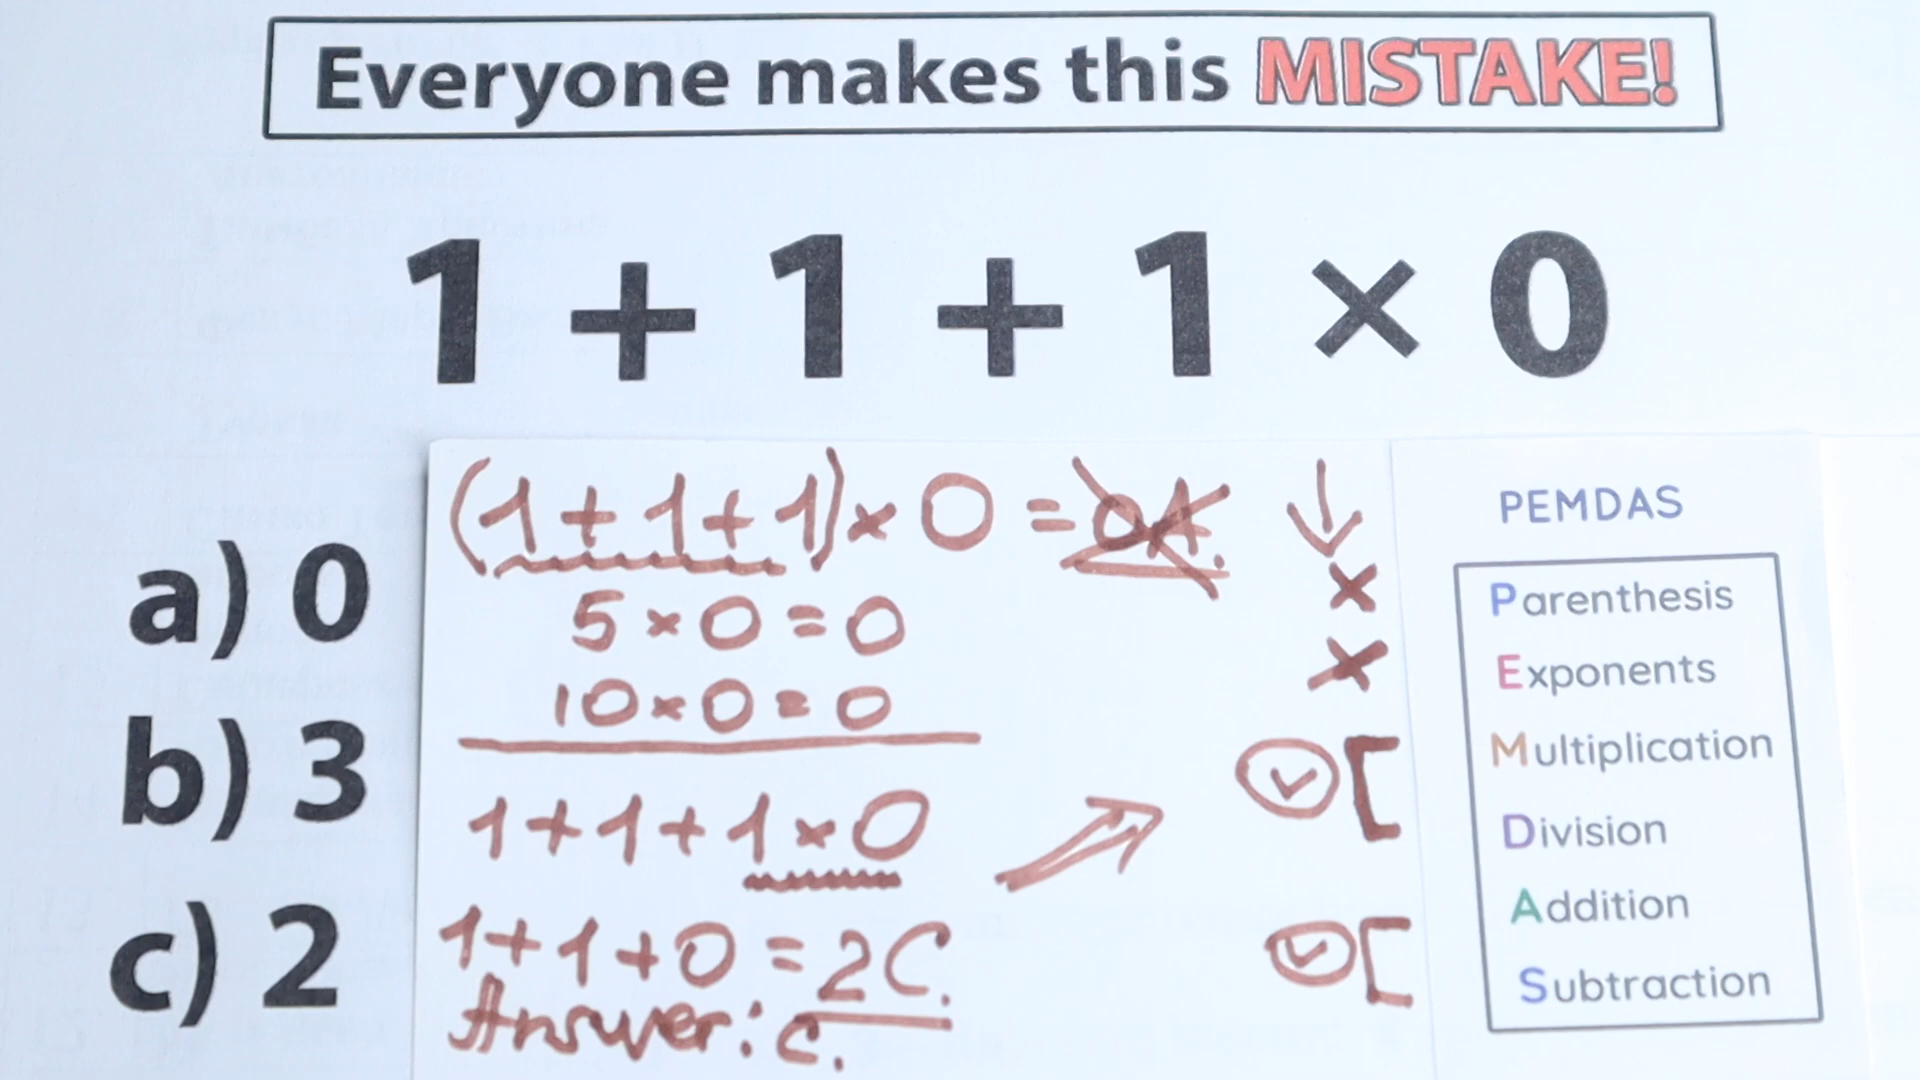 Everyone makes this MISTAKE!
1 + 1 + 1 × 0
a) 0
b) 3
c) 2
(1 + 1 + 1) × 0 = 0A.
5 × 0 = 0
10 × 0 = 0
1 + 1 + 1 × 0
1 + 1 + 0 = 2C.
Answer: c.
PEMDAS
Parenthesis
Exponents
Multiplication
Division
Addition
Subtraction